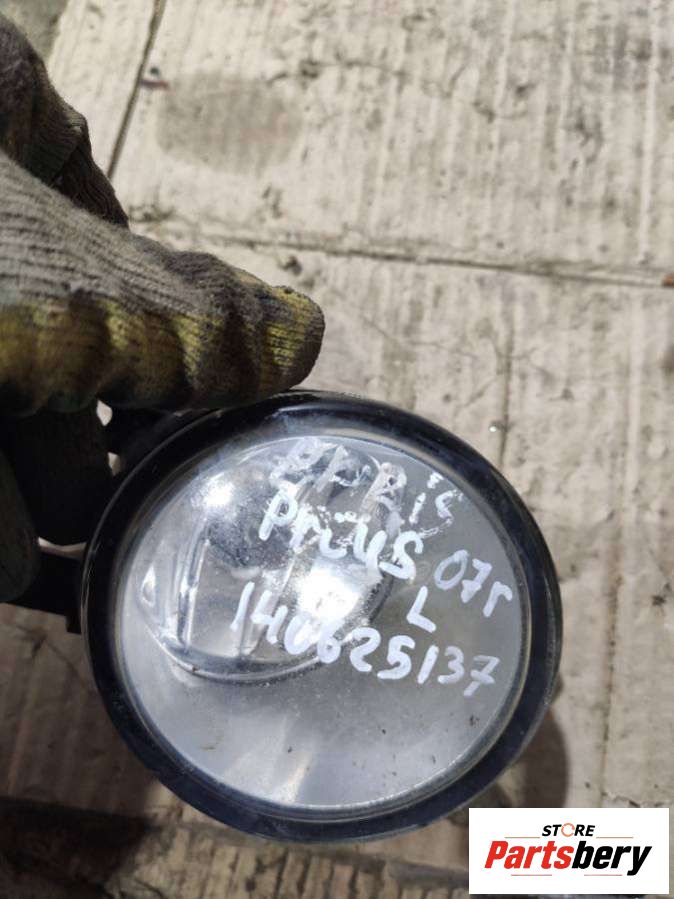 Prius 07г
L
140625137
STORE
Partsbery